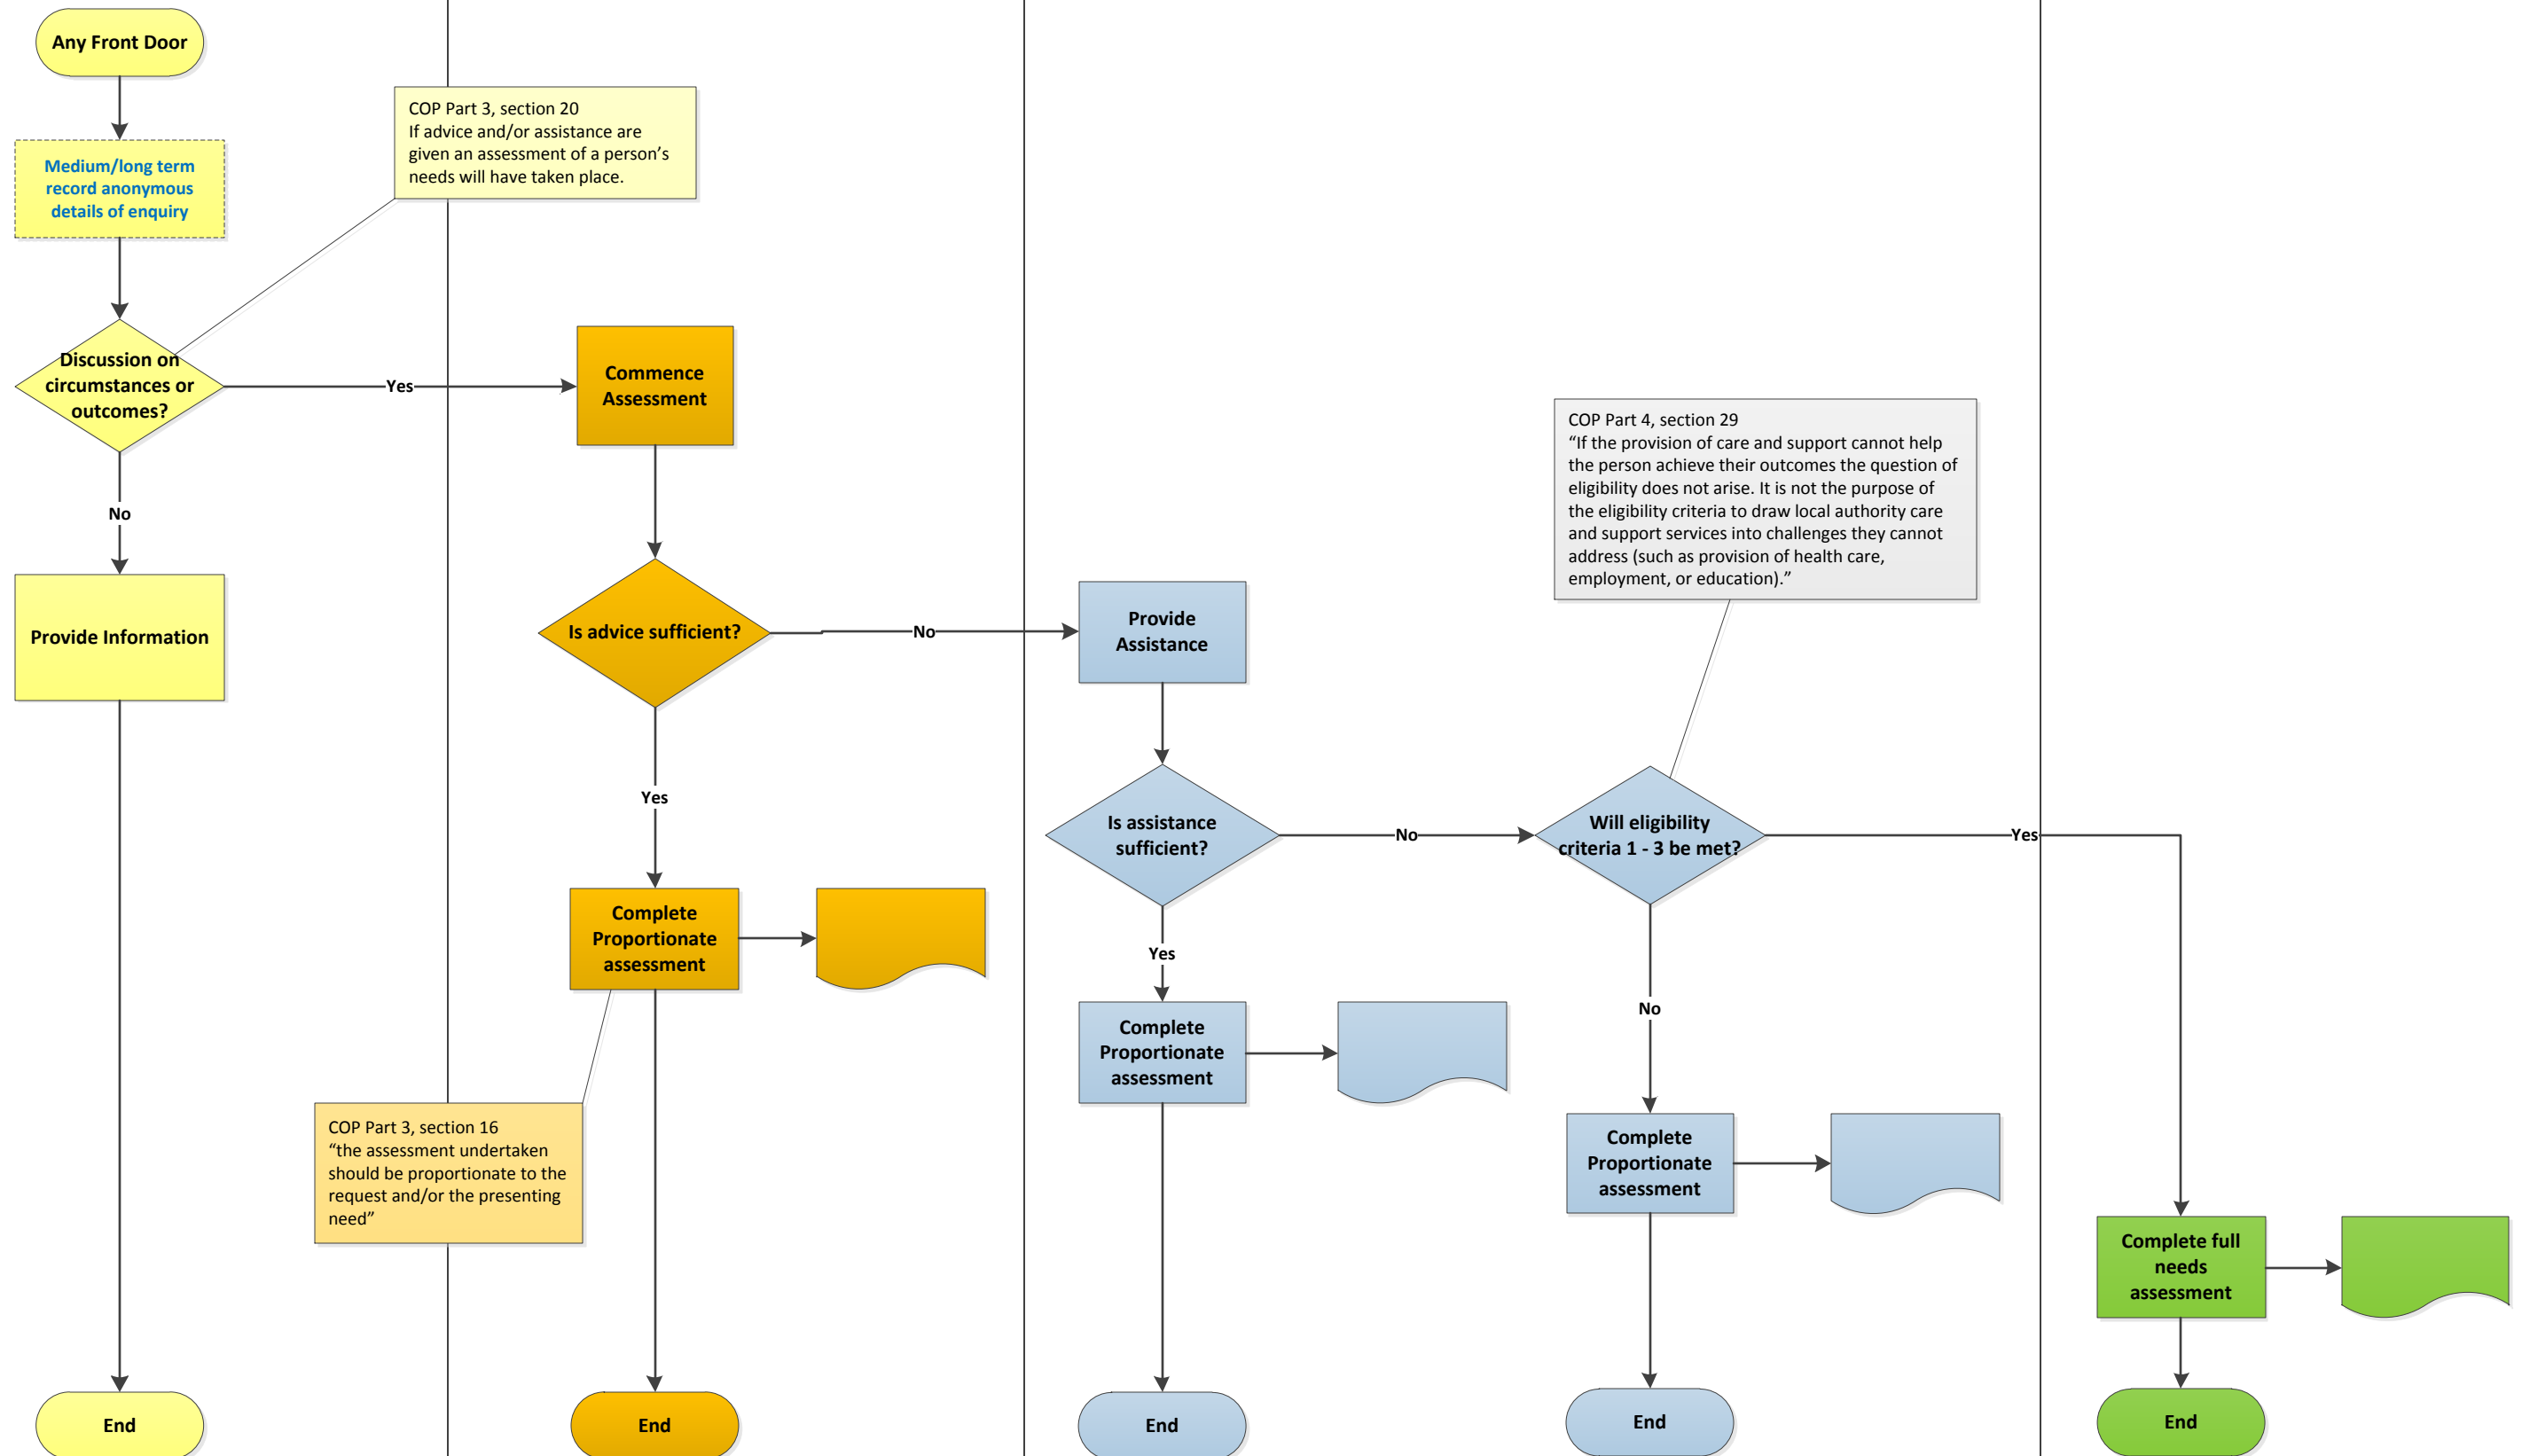 Any Front Door
Medium/long term
record anonymous
details of enquiry
Discussion on
circumstances or
outcomes?
No
Provide Information
End
COP Part 3, section 20
If advice and/or assistance are
given an assessment of a person’s
needs will have taken place.
Yes
Commence
Assessment
Is advice sufficient?
Yes
Complete
Proportionate
assessment
COP Part 3, section 16
“the assessment undertaken
should be proportionate to the
request and/or the presenting
need”
End
No
Provide
Assistance
Is assistance
sufficient?
Yes
Complete
Proportionate
assessment
End
No
COP Part 4, section 29
“If the provision of care and support cannot help
the person achieve their outcomes the question of
eligibility does not arise. It is not the purpose of
the eligibility criteria to draw local authority care
and support services into challenges they cannot
address (such as provision of health care,
employment, or education).”
Will eligibility
criteria 1 - 3 be met?
No
Complete
Proportionate
assessment
End
Yes
Complete full
needs
assessment
End